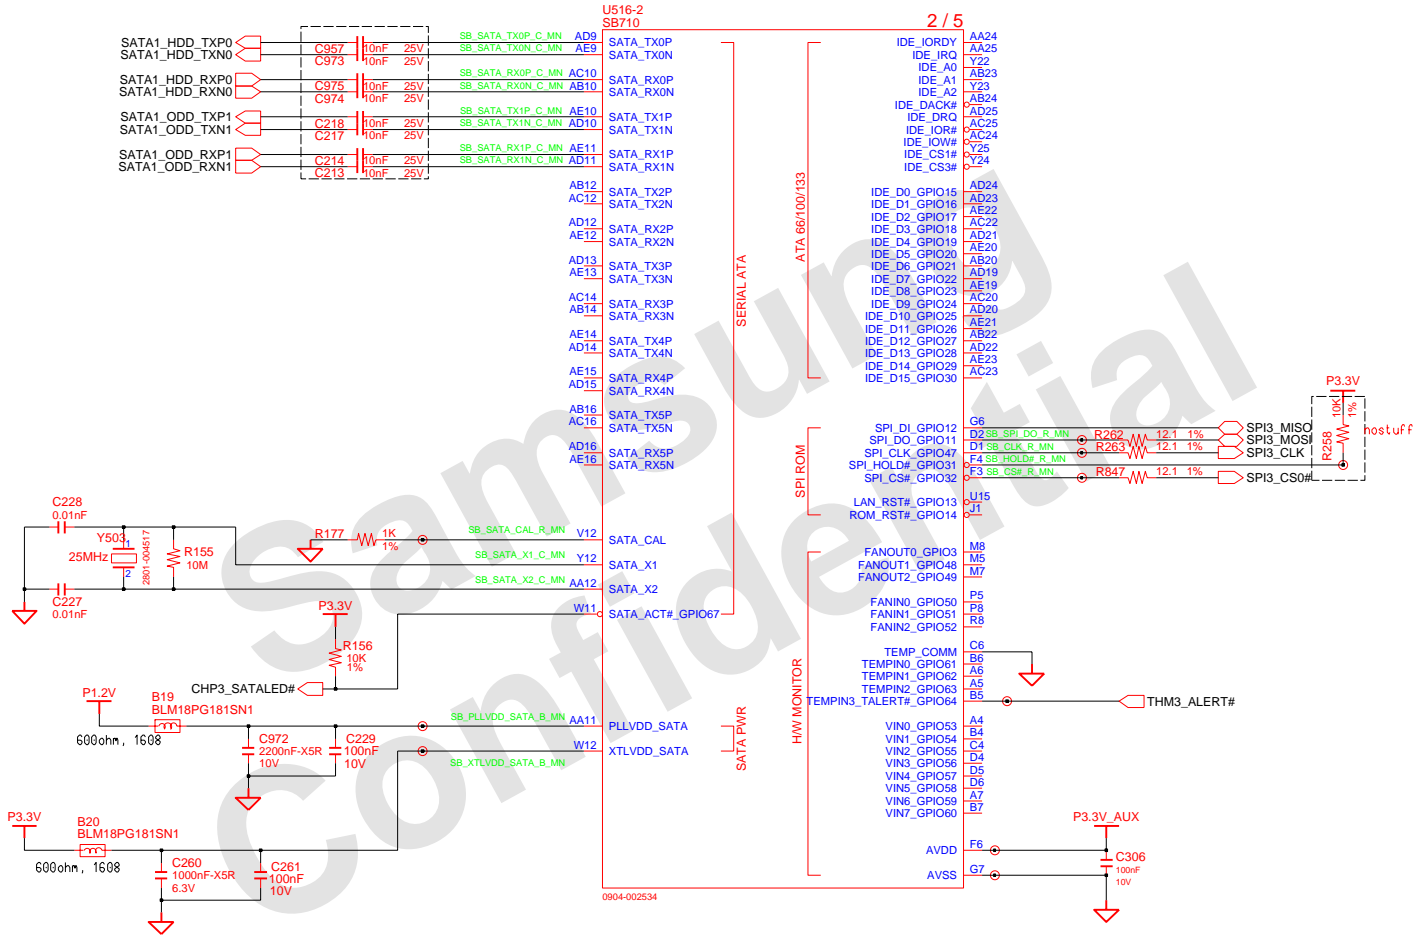 U516-2
SB710
2 / 5
SATA1_HDD_TXP0
SATA1_HDD_TXN0
SATA1_HDD_RXP0
SATA1_HDD_RXN0
SATA1_ODD_TXP1
SATA1_ODD_TXN1
SATA1_ODD_RXP1
SATA1_ODD_RXN1
C957 10nF 25V
C973 10nF 25V
C975 10nF 25V
C974 10nF 25V
C218 10nF 25V
C217 10nF 25V
C214 10nF 25V
C213 10nF 25V
SB_SATA_TX0P_C_MN AD9 SATA_TX0P
SB_SATA_TX0N_C_MN AE9 SATA_TX0N
SB_SATA_RX0P_C_MN AC10 SATA_RX0P
SB_SATA_RX0N_C_MN AB10 SATA_RX0N
SB_SATA_TX1P_C_MN AE10 SATA_TX1P
SB_SATA_TX1N_C_MN AD10 SATA_TX1N
SB_SATA_RX1P_C_MN AE11 SATA_RX1P
SB_SATA_RX1N_C_MN AD11 SATA_RX1N
AB12 SATA_TX2P
AC12 SATA_TX2N
AD12 SATA_RX2P
AE12 SATA_RX2N
AD13 SATA_TX3P
AE13 SATA_TX3N
AC14 SATA_RX3P
AB14 SATA_RX3N
AE14 SATA_TX4P
AD14 SATA_TX4N
AE15 SATA_RX4P
AD15 SATA_RX4N
AB16 SATA_TX5P
AC16 SATA_TX5N
AD16 SATA_RX5P
AE16 SATA_RX5N
SERIAL ATA
C228
0.01nF
Y503
25MHz
1
2
2801-004517
R155
10M
C227
0.01nF
R177 1K
1%
SB_SATA_CAL_R_MN V12 SATA_CAL
SB_SATA_X1_C_MN Y12 SATA_X1
SB_SATA_X2_C_MN AA12 SATA_X2
W11 SATA_ACT#_GPIO67
P3.3V
R156
10K
1%
CHP3_SATALED#
P1.2V
B19
BLM18PG181SN1
600ohm, 1608
C972
2200nF-X5R
10V
C229
100nF
10V
SB_PLLVDD_SATA_B_MN AA11 PLLVDD_SATA
SB_XTLVDD_SATA_B_MN W12 XTLVDD_SATA
SATA PWR
P3.3V
B20
BLM18PG181SN1
600ohm, 1608
C260
1000nF-X5R
6.3V
C261
100nF
10V
0904-002534
IDE_IORDY AA24
IDE_IRQ AA25
IDE_A0 Y22
IDE_A1 AB23
IDE_A2 Y23
IDE_DACK# AB24
IDE_DRQ AD25
IDE_IOR# AC25
IDE_IOW# AC24
IDE_CS1# Y25
IDE_CS3# Y24
IDE_D0_GPIO15 AD24
IDE_D1_GPIO16 AD23
IDE_D2_GPIO17 AE22
IDE_D3_GPIO18 AC22
IDE_D4_GPIO19 AD21
IDE_D5_GPIO20 AE20
IDE_D6_GPIO21 AB20
IDE_D7_GPIO22 AD19
IDE_D8_GPIO23 AE19
IDE_D9_GPIO24 AC20
IDE_D10_GPIO25 AD20
IDE_D11_GPIO26 AE21
IDE_D12_GPIO27 AB22
IDE_D13_GPIO28 AD22
IDE_D14_GPIO29 AE23
IDE_D15_GPIO30 AC23
ATA 66/100/133
SPI_DI_GPIO12 G6 SPI3_MISO
SPI_DO_GPIO11 D2 SB_SPI_DO_R_MN R262 12.1 1% SPI3_MOSI
SPI_CLK_GPIO47 D1 SB_CLK_R_MN R263 12.1 1% SPI3_CLK
SPI_HOLD#_GPIO31 F4 SB_HOLD#_R_MN
SPI_CS#_GPIO32 F3 SB_CS#_R_MN R847 12.1 1% SPI3_CS0#
P3.3V
10K
1%
R258
nostuff
LAN_RST#_GPIO13 U15
ROM_RST#_GPIO14 J1
SPI ROM
FANOUT0_GPIO3 M8
FANOUT1_GPIO48 M5
FANOUT2_GPIO49 M7
FANIN0_GPIO50 P5
FANIN1_GPIO51 P8
FANIN2_GPIO52 R8
TEMP_COMM C6
TEMPIN0_GPIO61 B6
TEMPIN1_GPIO62 A6
TEMPIN2_GPIO63 A5
TEMPIN3_TALERT#_GPIO64 B5 THM3_ALERT#
VIN0_GPIO53 A4
VIN1_GPIO54 B4
VIN2_GPIO55 C4
VIN3_GPIO56 D4
VIN4_GPIO57 D5
VIN5_GPIO58 D6
VIN6_GPIO59 A7
VIN7_GPIO60 B7
H/W MONITOR
AVDD F6
AVSS G7
P3.3V_AUX
C306
100nF
10V
Samsung
Confidential